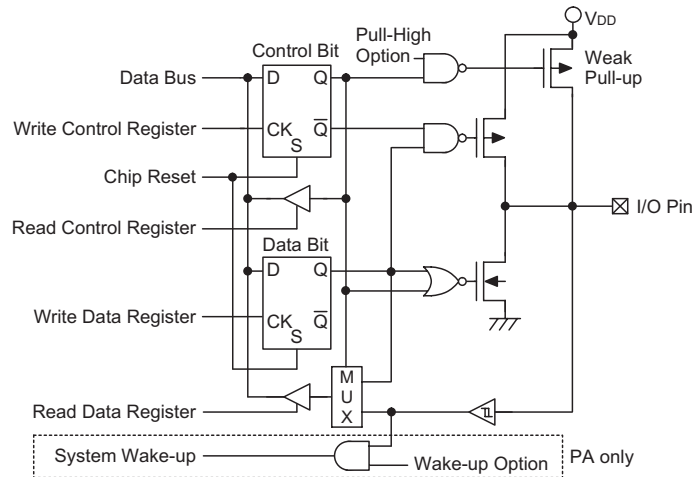 VDD
Pull-High
Option
Control Bit
Weak
Pull-up
Data Bus
D Q
Write Control Register
CK Q
S
Chip Reset
I/O Pin
Read Control Register
Data Bit
D Q
Write Data Register
CK Q
S
M
U
X
Read Data Register
System Wake-up
PA only
Wake-up Option